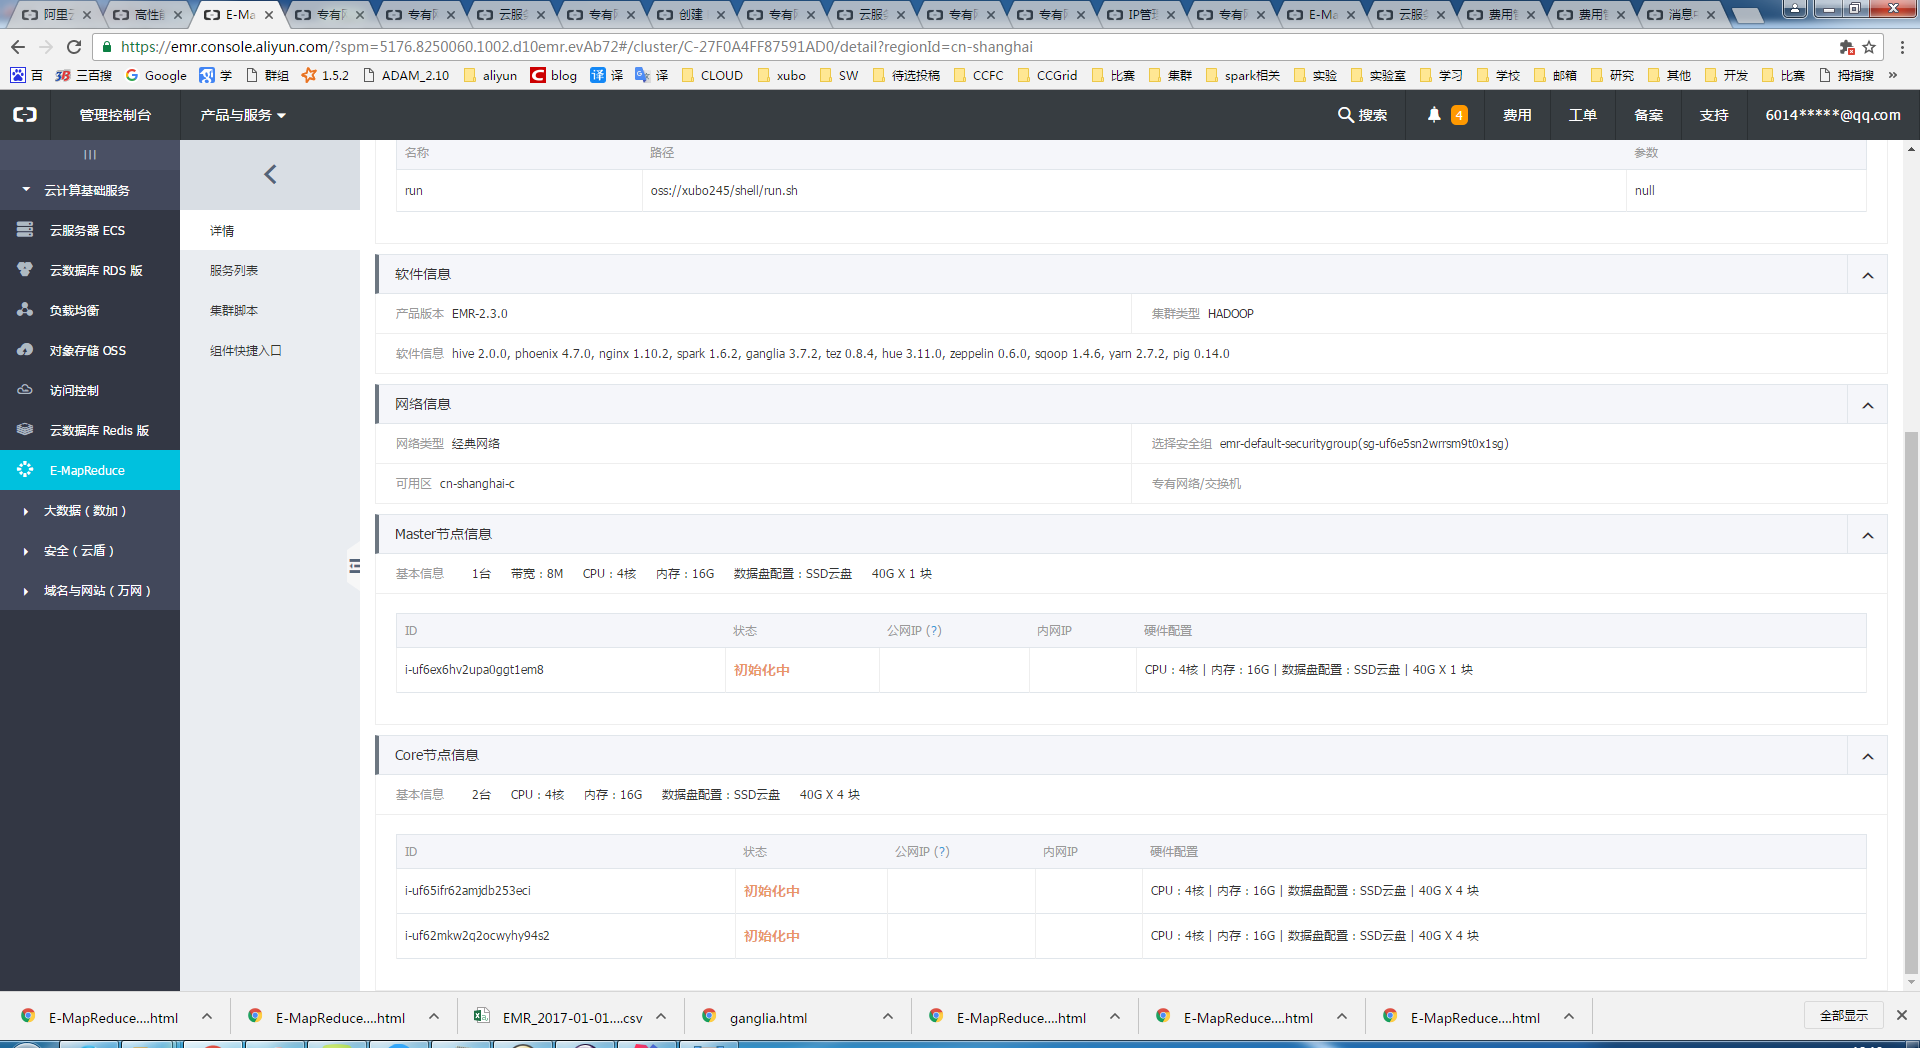 阿里云
高性能
E-Ma
专有网
专有网
云服务
专有网
创建
专有网
云服务
专有网
专有网
IP管理
专有网
E-Ma
云服务
费用管
费用管
消息中
https://emr.console.aliyun.com/?spm=5176.8250060.1002.d10emr.evAb72#/cluster/C-27F0A4FF87591AD0/detail?regionId=cn-shanghai
百 三百搜 Google 学 群组 1.5.2 ADAM_2.10 aliyun blog 译 译 CLOUD xubo SW 待选投稿 CCFC CCGrid 比赛 集群 spark相关 实验 实验室 学习 学校 邮箱 研究 其他 开发 比赛 拇指搜 »
管理控制台 产品与服务 搜索 4 费用 工单 备案 支持 6014*****@qq.com
云计算基础服务
云服务器 ECS
云数据库 RDS 版
负载均衡
对象存储 OSS
访问控制
云数据库 Redis 版
E-MapReduce
大数据（数加）
安全（云盾）
域名与网站（万网）
详情
服务列表
集群脚本
组件快捷入口
名称 路径 参数
run oss://xubo245/shell/run.sh null
软件信息
产品版本 EMR-2.3.0 集群类型 HADOOP
软件信息 hive 2.0.0, phoenix 4.7.0, nginx 1.10.2, spark 1.6.2, ganglia 3.7.2, tez 0.8.4, hue 3.11.0, zeppelin 0.6.0, sqoop 1.4.6, yarn 2.7.2, pig 0.14.0
网络信息
网络类型 经典网络 选择安全组 emr-default-securitygroup(sg-uf6e5sn2wrrsm9t0x1sg)
可用区 cn-shanghai-c 专有网络/交换机
Master节点信息
基本信息 1台 带宽：8M CPU：4核 内存：16G 数据盘配置：SSD云盘 40G X 1 块
ID 状态 公网IP (?) 内网IP 硬件配置
i-uf6ex6hv2upa0ggt1em8 初始化中 CPU：4核 | 内存：16G | 数据盘配置：SSD云盘 | 40G X 1 块
Core节点信息
基本信息 2台 CPU：4核 内存：16G 数据盘配置：SSD云盘 40G X 4 块
ID 状态 公网IP (?) 内网IP 硬件配置
i-uf65ifr62amjdb253eci 初始化中 CPU：4核 | 内存：16G | 数据盘配置：SSD云盘 | 40G X 4 块
i-uf62mkw2q2ocwyhy94s2 初始化中 CPU：4核 | 内存：16G | 数据盘配置：SSD云盘 | 40G X 4 块
E-MapReduce....html E-MapReduce....html EMR_2017-01-01....csv ganglia.html E-MapReduce....html E-MapReduce....html E-MapReduce....html 全部显示